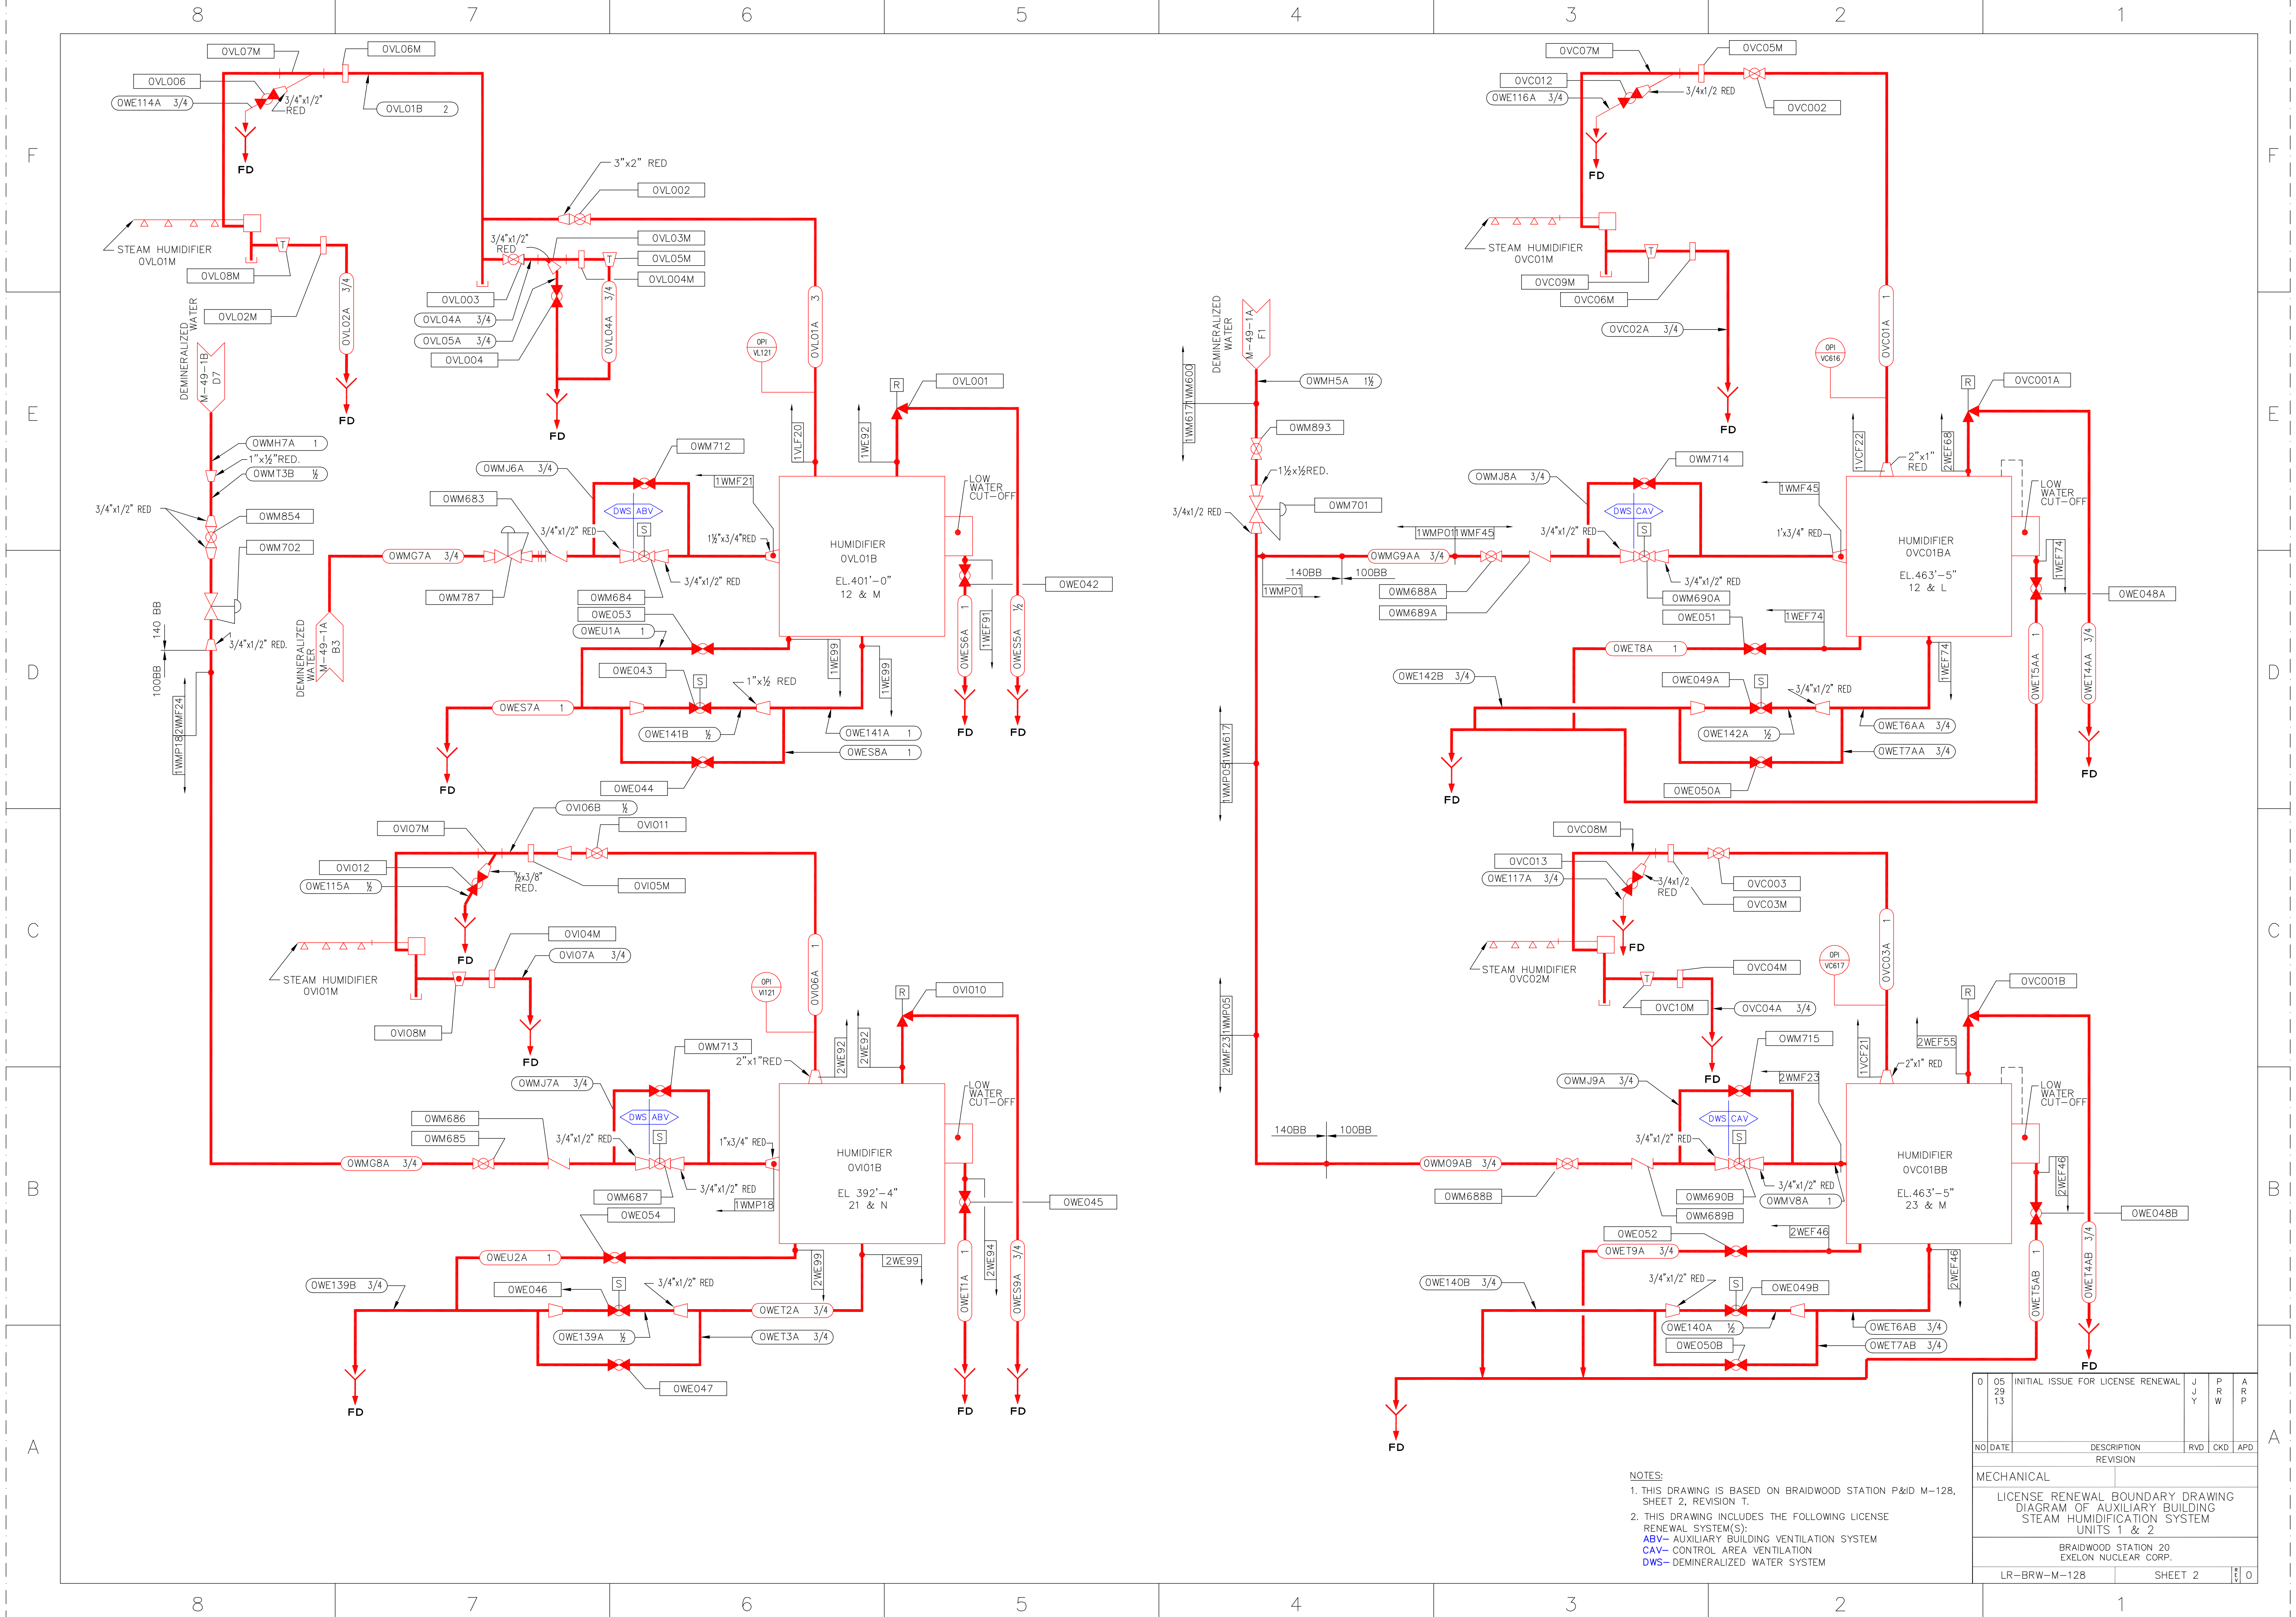 8
7
6
5
4
3
2
1
F
E
D
C
B
A
0VL07M
0VL06M
0VL006
0WE114A 3/4
3/4"x1/2"
RED
0VL01B 2
FD
3"x2" RED
0VL002
STEAM HUMIDIFIER
0VL01M
0VL08M
0VL02M
0VL02A 3/4
FD
3/4"x1/2"
RED
0VL03M
0VL05M
0VL004M
0VL003
0VL04A 3/4
0VL05A 3/4
0VL004
0VL04A 3/4
FD
0VL01A 3
0PI
VL121
DEMINERALIZED
WATER
M-49-1B
D7
0WMH7A 1
1"x½"RED.
0WMT3B ½
3/4"x1/2" RED
0WM854
0WM702
140 BB
100BB
3/4"x1/2" RED.
1WMP18
2WMF24
R
0VL001
1VLF20
1WE92
0WM712
0WMJ6A 3/4
0WM683
DWS ABV
S
3/4"x1/2" RED
1WMF21
1½"x3/4"RED
LOW
WATER
CUT-OFF
HUMIDIFIER
0VL01B
EL.401'-0"
12 & M
0WMG7A 3/4
0WM787
3/4"x1/2" RED
0WM684
0WE053
0WEU1A 1
DEMINERALIZED
WATER
M-49-1A
B3
0WE042
0WES6A 1
1WEF91
0WES5A ½
FD
FD
1WE99
1WE99
0WE043
S
1"x½ RED
0WES7A 1
0WE141B ½
0WE141A 1
0WES8A 1
0WE044
FD
0VI06B ½
0VI07M
0VI011
0VI012
0WE115A ½
½x3/8"
RED.
0VI05M
FD
0VI04M
0VI07A 3/4
STEAM HUMIDIFIER
0VI01M
0VI08M
FD
0VI06A 1
0PI
VI121
R
0VI010
2WE92
2WE92
2"x1"RED
0WM713
0WMJ7A 3/4
0WM686
0WM685
DWS ABV
S
3/4"x1/2" RED
1"x3/4" RED
LOW
WATER
CUT-OFF
HUMIDIFIER
0VI01B
EL 392'-4"
21 & N
0WMG8A 3/4
3/4"x1/2" RED
0WM687
1WMP18
0WE054
0WEU2A 1
0WE045
0WET1A 1
2WE94
0WES9A 3/4
FD
FD
2WE99
2WE99
0WE139B 3/4
0WE046
S
3/4"x1/2" RED
0WET2A 3/4
0WE139A ½
0WET3A 3/4
0WE047
FD
0VC07M
0VC05M
0VC012
0WE116A 3/4
3/4x1/2 RED
0VC002
FD
STEAM HUMIDIFIER
0VC01M
0VC09M
0VC06M
0VC02A 3/4
FD
0VC01A 1
0PI
VC616
DEMINERALIZED
WATER
M-49-1A
F1
0WMH5A 1½
1WM617
1WM600
0WM893
1½x½RED.
0WM701
3/4x1/2 RED
R
0VC001A
1VCF22
2"x1"
RED
2WEF68
LOW
WATER
CUT-OFF
0WM714
0WMJ8A 3/4
DWS CAV
S
3/4"x1/2" RED
1WMF45
1'x3/4" RED
1WMP01
1WMF45
0WMG9AA 3/4
140BB
100BB
1WMP01
0WM688A
0WM689A
3/4"x1/2" RED
0WM690A
HUMIDIFIER
0VC01BA
EL.463'-5"
12 & L
1WEF74
0WE048A
0WE051
1WEF74
0WET8A 1
1WEF74
0WET5AA 1
0WET4AA 3/4
FD
0WE142B 3/4
0WE049A
S
3/4"x1/2" RED
0WET6AA 3/4
0WE142A ½
0WET7AA 3/4
0WE050A
FD
1WMP05
1WM617
0VC08M
0VC013
0WE117A 3/4
3/4x1/2
RED
0VC003
0VC03M
FD
STEAM HUMIDIFIER
0VC02M
0VC04M
0VC10M
0VC04A 3/4
FD
0VC03A 1
0PI
VC617
R
0VC001B
2WMF23
1WMP05
0WM715
1VCF21
2WEF55
2"x1" RED
0WMJ9A 3/4
2WMF23
DWS CAV
S
3/4"x1/2" RED
LOW
WATER
CUT-OFF
HUMIDIFIER
0VC01BB
EL.463'-5"
23 & M
140BB
100BB
0WM09AB 3/4
0WM688B
0WM690B
0WM689B
3/4"x1/2" RED
0WMV8A 1
2WEF46
0WE048B
0WE052
2WEF46
0WET9A 3/4
2WEF46
0WET5AB 1
0WET4AB 3/4
FD
0WE140B 3/4
3/4"x1/2" RED
S
0WE049B
0WE140A ½
0WET6AB 3/4
0WE050B
0WET7AB 3/4
FD
NOTES:
1. THIS DRAWING IS BASED ON BRAIDWOOD STATION P&ID M-128,
SHEET 2, REVISION T.
2. THIS DRAWING INCLUDES THE FOLLOWING LICENSE
RENEWAL SYSTEM(S):
ABV- AUXILIARY BUILDING VENTILATION SYSTEM
CAV- CONTROL AREA VENTILATION
DWS- DEMINERALIZED WATER SYSTEM
0 05 29 13 INITIAL ISSUE FOR LICENSE RENEWAL JJY PRW ARP
NO DATE DESCRIPTION RVD CKD APD
REVISION
MECHANICAL
LICENSE RENEWAL BOUNDARY DRAWING
DIAGRAM OF AUXILIARY BUILDING
STEAM HUMIDIFICATION SYSTEM
UNITS 1 & 2
BRAIDWOOD STATION 20
EXELON NUCLEAR CORP.
LR-BRW-M-128 SHEET 2 REV 0
F
E
D
C
B
A
8
7
6
5
4
3
2
1